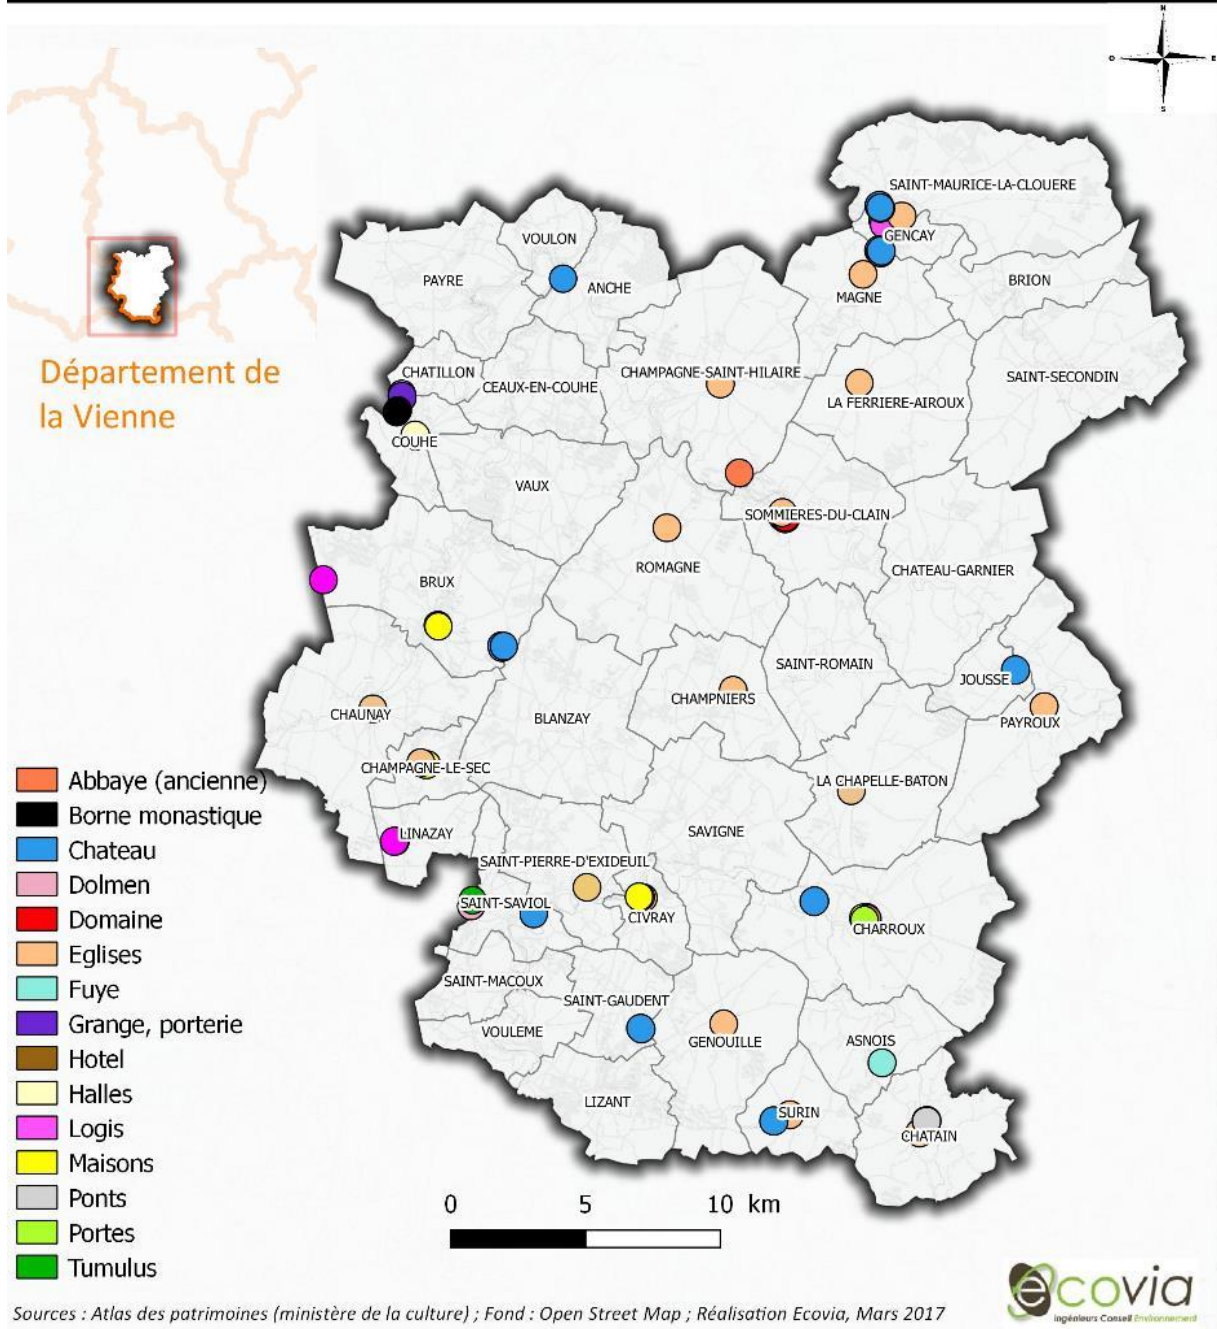 N
O
E
S
SAINT-MAURICE-LA-CLOUERE
VOULON
GENCAY
PAYRE
ANCHE
BRION
MAGNE
Département de
la Vienne
CHATILLON
CEAUX-EN-COUHE
CHAMPAGNE-SAINT-HILAIRE
SAINT-SECONDIN
LA FERRIERE-AIROUX
COUHE
VAUX
SOMMIERES-DU-CLAIN
ROMAGNE
CHATEAU-GARNIER
BRUX
SAINT-ROMAIN
JOUSSE
CHAMPNIERS
CHAUNAY
BLANZAY
PAYROUX
CHAMPAGNE-LE-SEC
LA CHAPELLE-BATON
LINAZAY
SAVIGNE
SAINT-PIERRE-D'EXIDEUIL
SAINT-SAVIOL
CIVRAY
CHARROUX
SAINT-MACOUX
SAINT-GAUDENT
VOULEME
GENOUILLE
ASNOIS
LIZANT
SURIN
CHATAIN
Abbaye (ancienne)
Borne monastique
Chateau
Dolmen
Domaine
Eglises
Fuye
Grange, porterie
Hotel
Halles
Logis
Maisons
Ponts
Portes
Tumulus
0 5 10 km
ecovia
Ingénieurs Conseil Environnement
Sources : Atlas des patrimoines (ministère de la culture) ; Fond : Open Street Map ; Réalisation Ecovia, Mars 2017